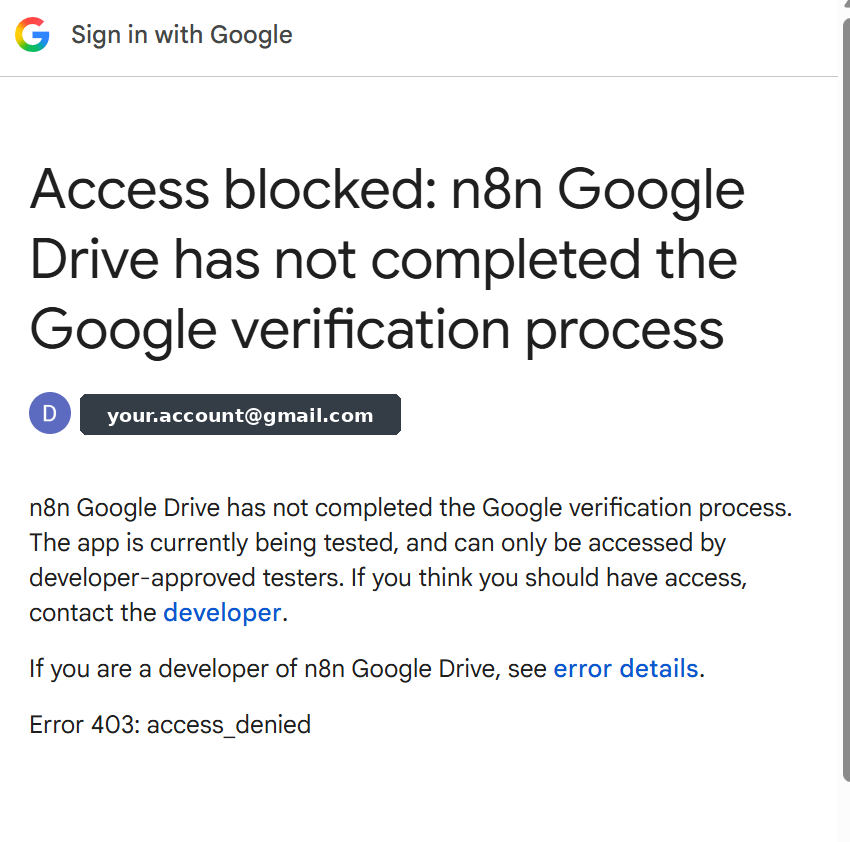 Sign in with Google
Access blocked: n8n Google
Drive has not completed the
Google verification process
D
your.account@gmail.com
n8n Google Drive has not completed the Google verification process.
The app is currently being tested, and can only be accessed by
developer-approved testers. If you think you should have access,
contact the developer.
If you are a developer of n8n Google Drive, see error details.
Error 403: access_denied